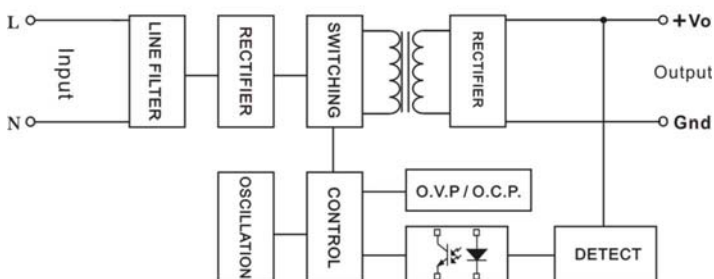 L
N
Input
LINE FILTER
RECTIFIER
SWITCHING
RECTIFIER
+Vo
Output
Gnd
OSCILLATION
CONTROL
O.V.P / O.C.P.
DETECT